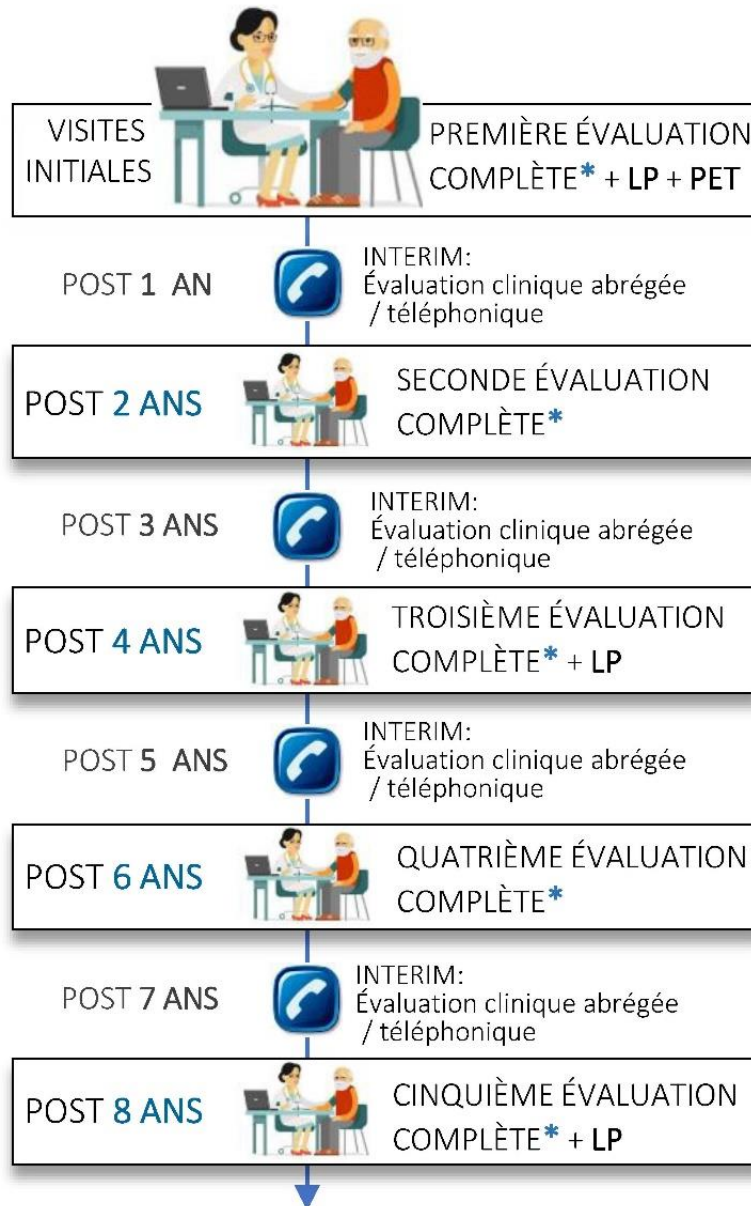 VISITES
INITIALES
PREMIÈRE ÉVALUATION
COMPLÈTE* + LP + PET
POST 1 AN
INTERIM:
Évaluation clinique abrégée
/ téléphonique
POST 2 ANS
SECONDE ÉVALUATION
COMPLÈTE*
POST 3 ANS
INTERIM:
Évaluation clinique abrégée
/ téléphonique
POST 4 ANS
TROISIÈME ÉVALUATION
COMPLÈTE* + LP
POST 5 ANS
INTERIM:
Évaluation clinique abrégée
/ téléphonique
POST 6 ANS
QUATRIÈME ÉVALUATION
COMPLÈTE*
POST 7 ANS
INTERIM:
Évaluation clinique abrégée
/ téléphonique
POST 8 ANS
CINQUIÈME ÉVALUATION
COMPLÈTE* + LP